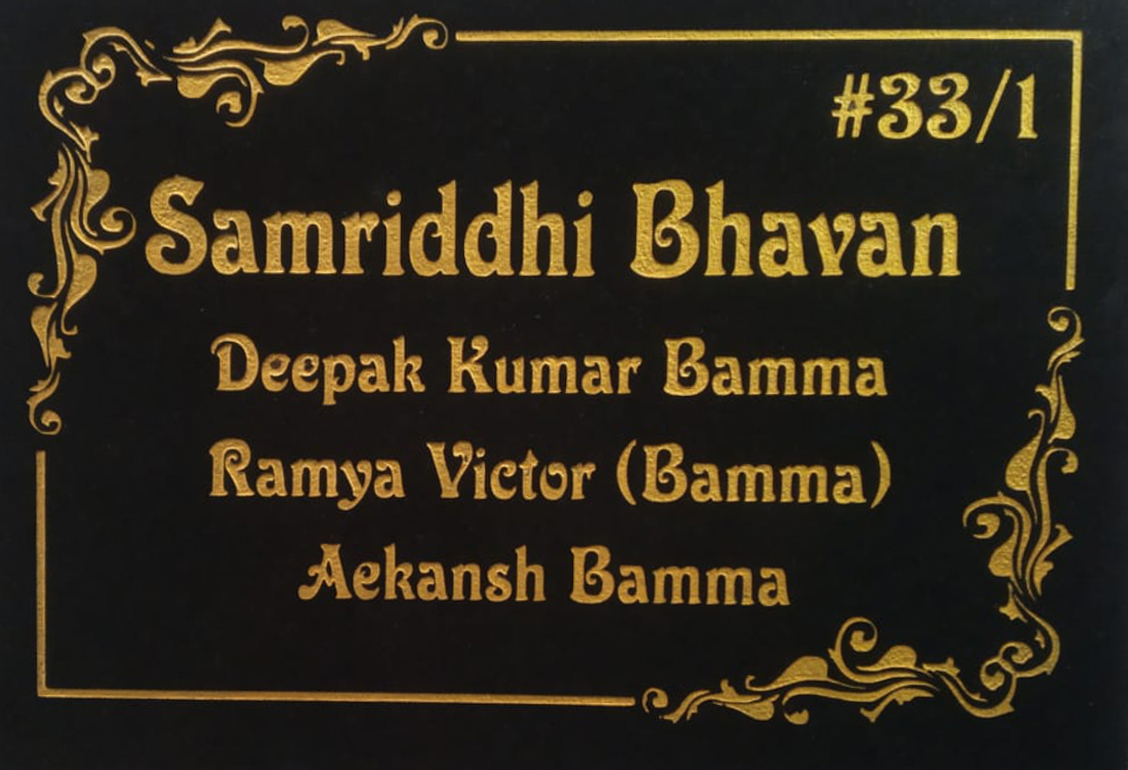 #33/1
Samriddhi Bhavan
Deepak Kumar Bamma
Ramya Victor (Bamma)
Aekansh Bamma